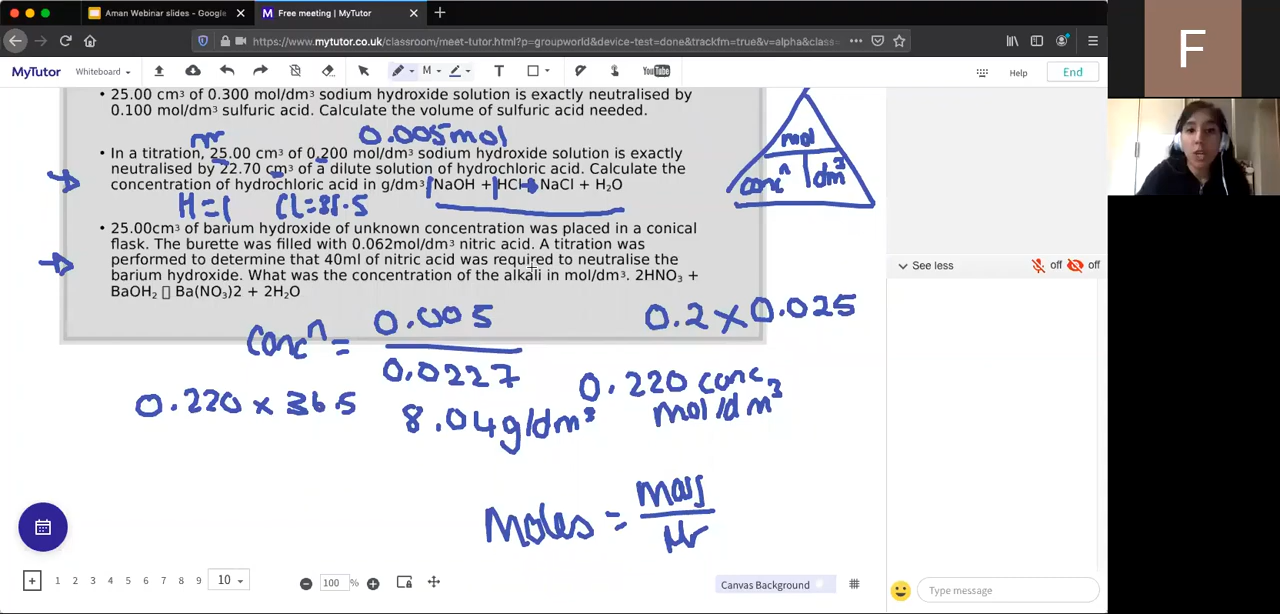 Aman Webinar slides - Google
Free meeting | MyTutor
https://www.mytutor.co.uk/classroom/meet-tutor.html?p=groupworld&device-test=done&trackfm=true&v=alpha&class=
MyTutor
Whiteboard
M
T
YouTube
Help
End
F
• 25.00 cm³ of 0.300 mol/dm³ sodium hydroxide solution is exactly neutralised by
0.100 mol/dm³ sulfuric acid. Calculate the volume of sulfuric acid needed.
mr
0.005mol
mol
concⁿ
dm³
• In a titration, 25.00 cm³ of 0.200 mol/dm³ sodium hydroxide solution is exactly
neutralised by 22.70 cm³ of a dilute solution of hydrochloric acid. Calculate the
concentration of hydrochloric acid in g/dm³ NaOH + HCl → NaCl + H₂O
H=1 Cl=35.5
• 25.00cm³ of barium hydroxide of unknown concentration was placed in a conical
flask. The burette was filled with 0.062mol/dm³ nitric acid. A titration was
performed to determine that 40ml of nitric acid was required to neutralise the
barium hydroxide. What was the concentration of the alkali in mol/dm³. 2HNO₃ +
BaOH₂ ▯ Ba(NO₃)2 + 2H₂O
See less
off
off
concⁿ =
0.005
0.0227
0.2 x 0.025
0.220 conc
mol/dm³
0.220 x 36.5
8.04g/dm³
Moles =
mass
Mr
+
1 2 3 4 5 6 7 8 9 10
100 %
Canvas Background
Type message